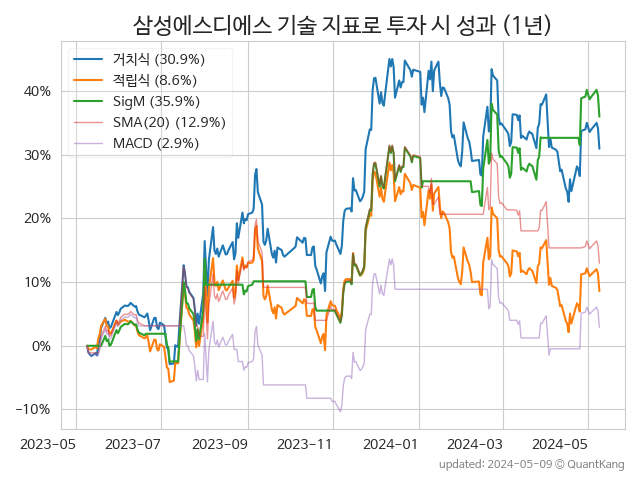 삼성에스디에스 기술 지표로 투자 시 성과 (1년)
거치식 (30.9%)
적립식 (8.6%)
SigM (35.9%)
SMA(20) (12.9%)
MACD (2.9%)
40%
30%
20%
10%
0%
−10%
2023-05 2023-07 2023-09 2023-11 2024-01 2024-03 2024-05
updated: 2024-05-09 © QuantKang